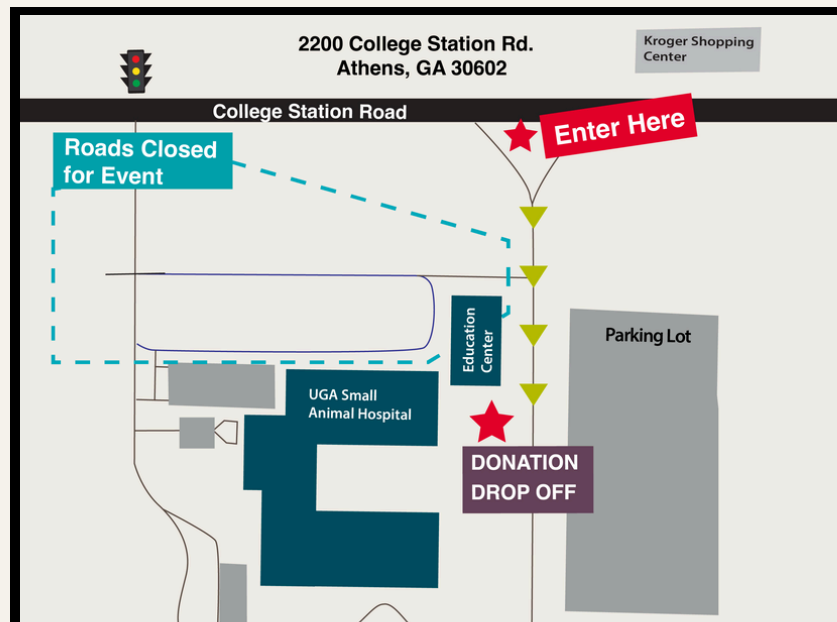 2200 College Station Rd.
Athens, GA 30602
Kroger Shopping
Center
College Station Road
Enter Here
Roads Closed
for Event
Education
Center
Parking Lot
UGA Small
Animal Hospital
DONATION
DROP OFF